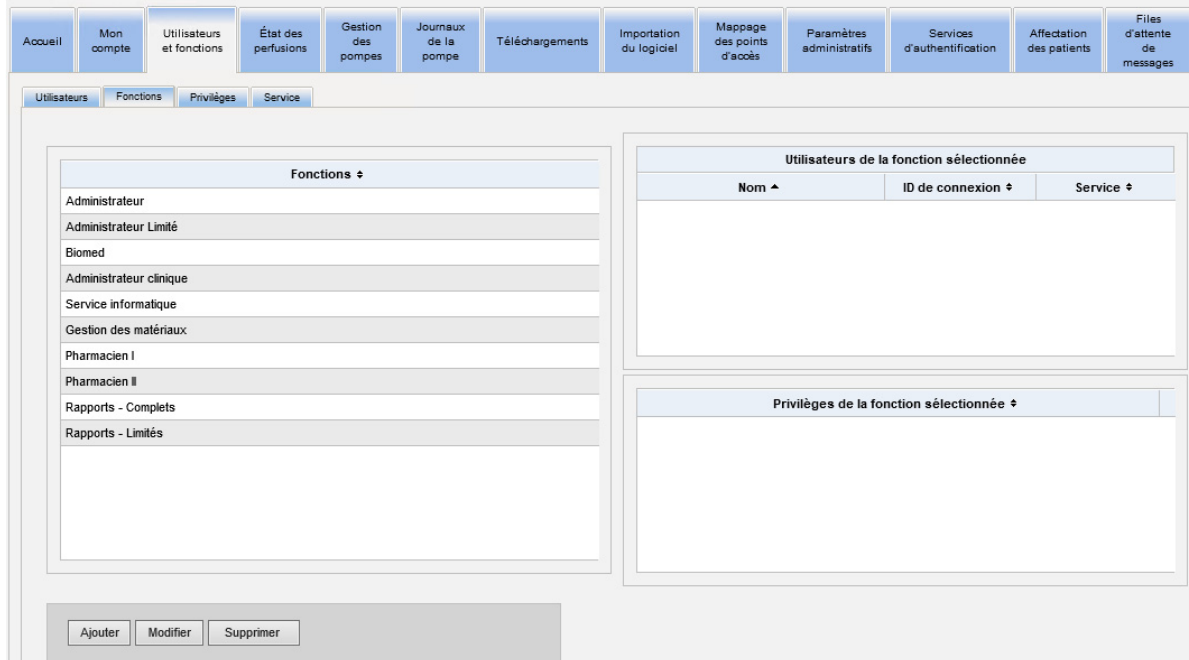 Accueil
Mon
compte
Utilisateurs
et fonctions
État des
perfusions
Gestion
des
pompes
Journaux
de la
pompe
Téléchargements
Importation
du logiciel
Mappage
des points
d'accès
Paramètres
administratifs
Services
d'authentification
Affectation
des patients
Files
d'attente
de
messages
Utilisateurs
Fonctions
Privilèges
Service
Fonctions
Administrateur
Administrateur Limité
Biomed
Administrateur clinique
Service informatique
Gestion des matériaux
Pharmacien I
Pharmacien II
Rapports - Complets
Rapports - Limités
Utilisateurs de la fonction sélectionnée
Nom
ID de connexion
Service
Privilèges de la fonction sélectionnée
Ajouter
Modifier
Supprimer